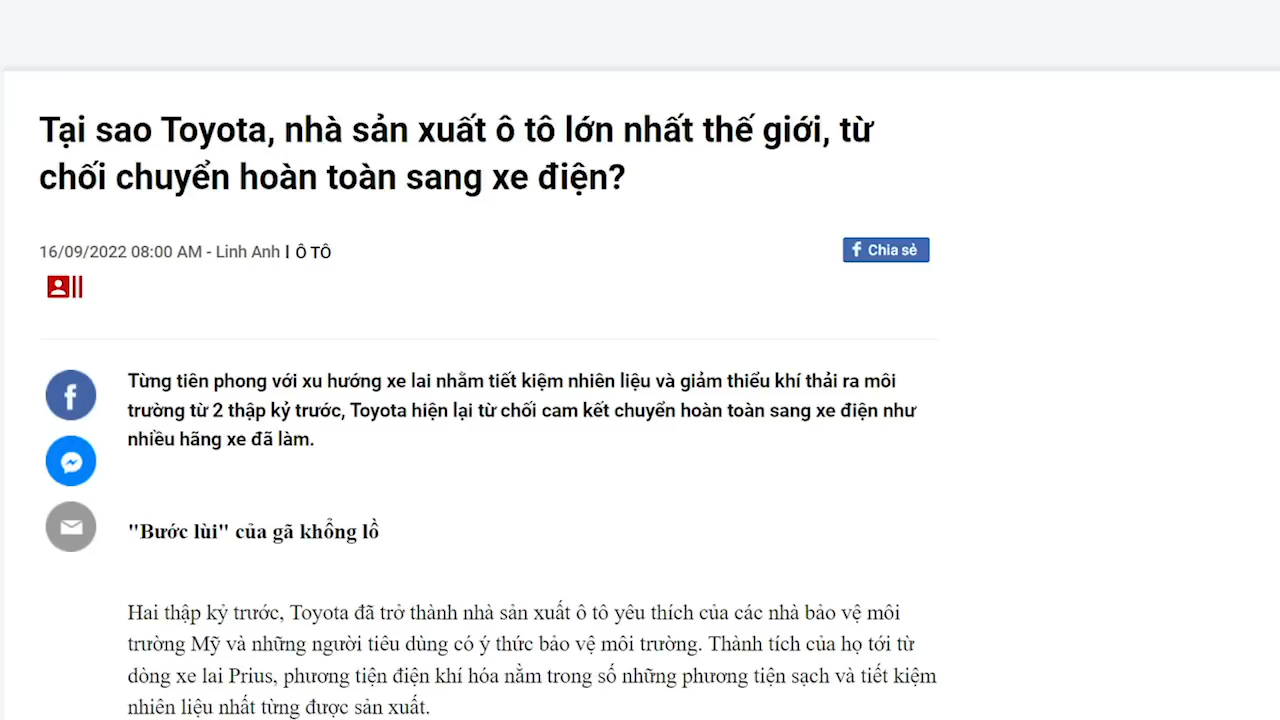 Tại sao Toyota, nhà sản xuất ô tô lớn nhất thế giới, từ
chối chuyển hoàn toàn sang xe điện?
16/09/2022 08:00 AM - Linh Anh | Ô TÔ
Chia sẻ
Từng tiên phong với xu hướng xe lai nhằm tiết kiệm nhiên liệu và giảm thiểu khí thải ra môi
trường từ 2 thập kỷ trước, Toyota hiện lại từ chối cam kết chuyển hoàn toàn sang xe điện như
nhiều hãng xe đã làm.
"Bước lùi" của gã khổng lồ
Hai thập kỷ trước, Toyota đã trở thành nhà sản xuất ô tô yêu thích của các nhà bảo vệ môi
trường Mỹ và những người tiêu dùng có ý thức bảo vệ môi trường. Thành tích của họ tới từ
dòng xe lai Prius, phương tiện điện khí hóa nằm trong số những phương tiện sạch và tiết kiệm
nhiên liệu nhất từng được sản xuất.